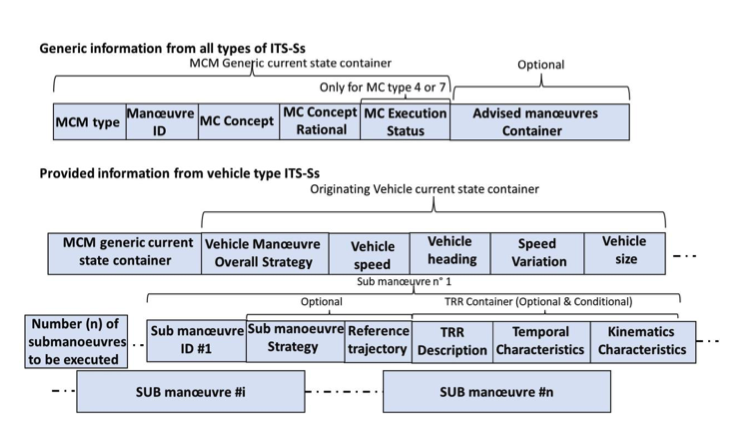 Generic information from all types of ITS-Ss
MCM Generic current state container
Optional
Only for MC type 4 or 7
MCM type
Manœuvre
ID
MC Concept
MC Concept
Rational
MC Execution
Status
Advised manœuvres
Container
Provided information from vehicle type ITS-Ss
Originating Vehicle current state container
MCM generic current
state container
Vehicle Manœuvre
Overall Strategy
Vehicle
speed
Vehicle
heading
Speed
Variation
Vehicle
size
Sub manœuvre n° 1
Optional
TRR Container (Optional & Conditional)
Number (n) of
submanoeuvres
to be executed
Sub manœuvre
ID #1
Sub manoeuvre
Strategy
Reference
trajectory
TRR
Description
Temporal
Characteristics
Kinematics
Characteristics
SUB manœuvre #i
SUB manœuvre #n